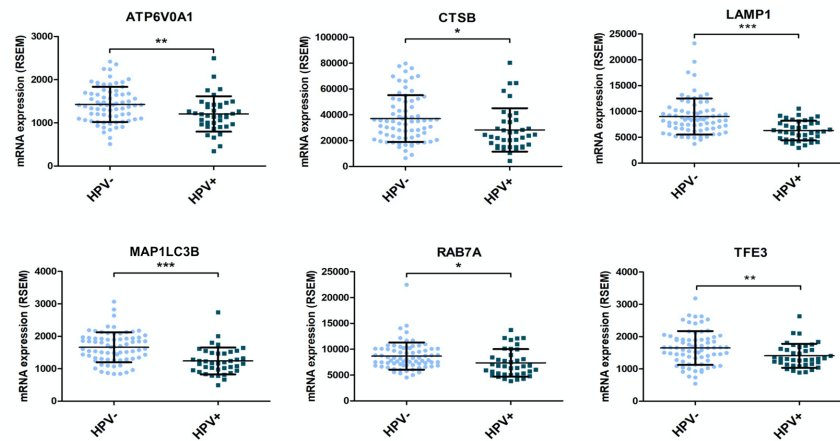 ATP6V0A1
mRNA expression (RSEM)
3000
2000
1000
0
**
HPV-
HPV+
CTSB
mRNA expression (RSEM)
100000
80000
60000
40000
20000
0
*
HPV-
HPV+
LAMP1
mRNA expression (RSEM)
25000
20000
15000
10000
5000
0
***
HPV-
HPV+
MAP1LC3B
mRNA expression (RSEM)
4000
3000
2000
1000
0
***
HPV-
HPV+
RAB7A
mRNA expression (RSEM)
25000
20000
15000
10000
5000
0
*
HPV-
HPV+
TFE3
mRNA expression (RSEM)
4000
3000
2000
1000
0
**
HPV-
HPV+